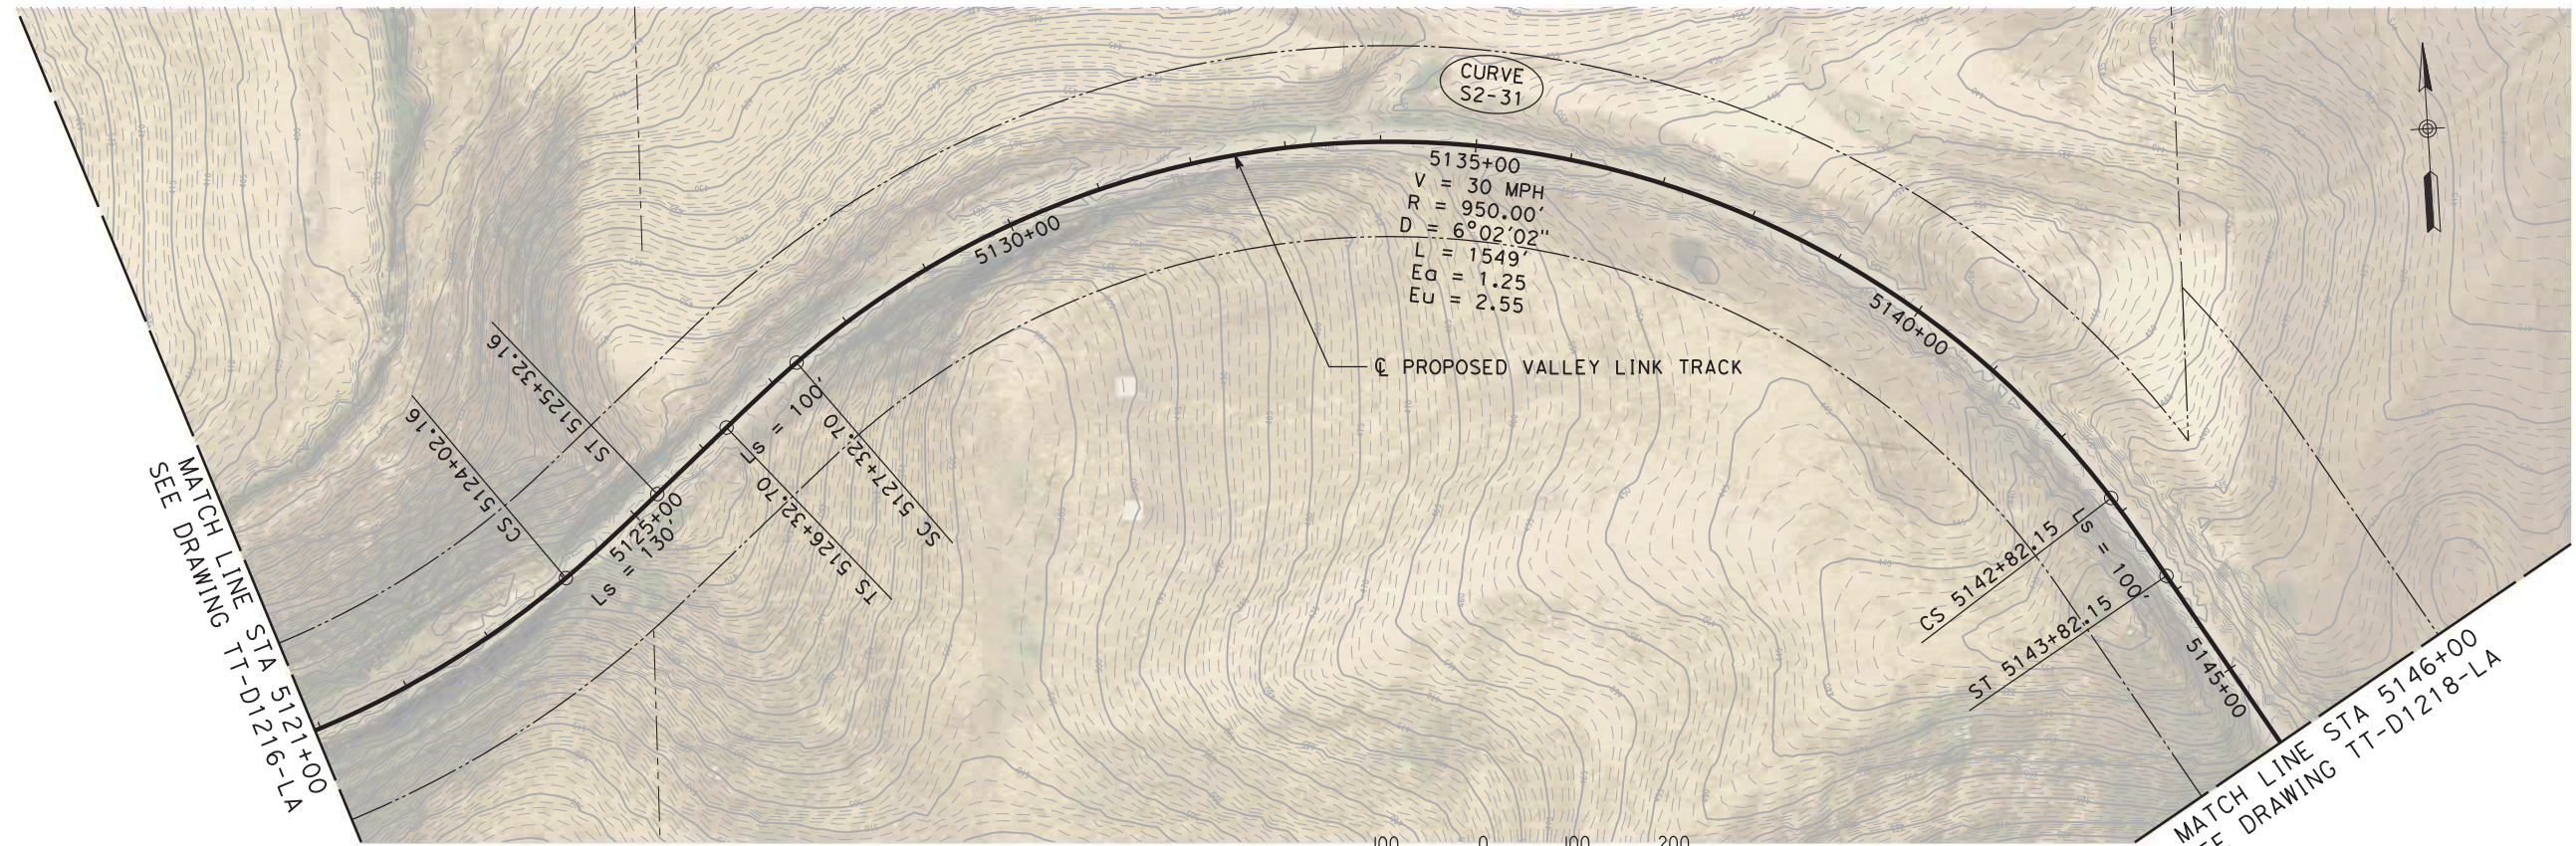 CURVE
S2-31
5135+00
V = 30 MPH
R = 950.00'
D = 6°02'02"
L = 1549'
Ea = 1.25
Eu = 2.55
5130+00
5140+00
℄ PROPOSED VALLEY LINK TRACK
ST 5125+32.16
CS 5124+02.16
5125+00
Ls = 130'
Ls = 100'
SC 5127+32.70
TS 5126+32.70
CS 5142+82.15
Ls = 100'
ST 5143+82.15
5145+00
MATCH LINE STA 5121+00
SEE DRAWING TT-D1216-LA
MATCH LINE STA 5146+00
SEE DRAWING TT-D1218-LA
100 0 100 200